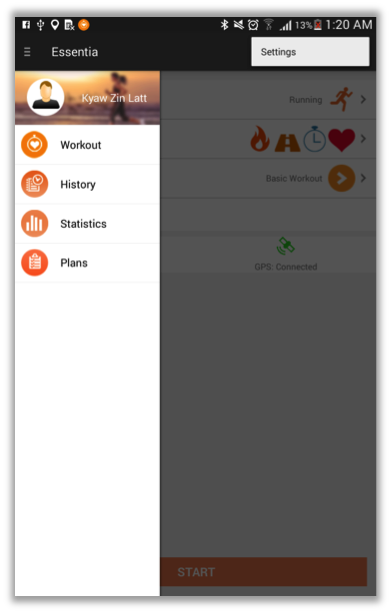 13% 1:20 AM
Essentia
Settings
Kyaw Zin Latt
Running
Workout
History
Basic Workout
Statistics
Plans
GPS: Connected
START